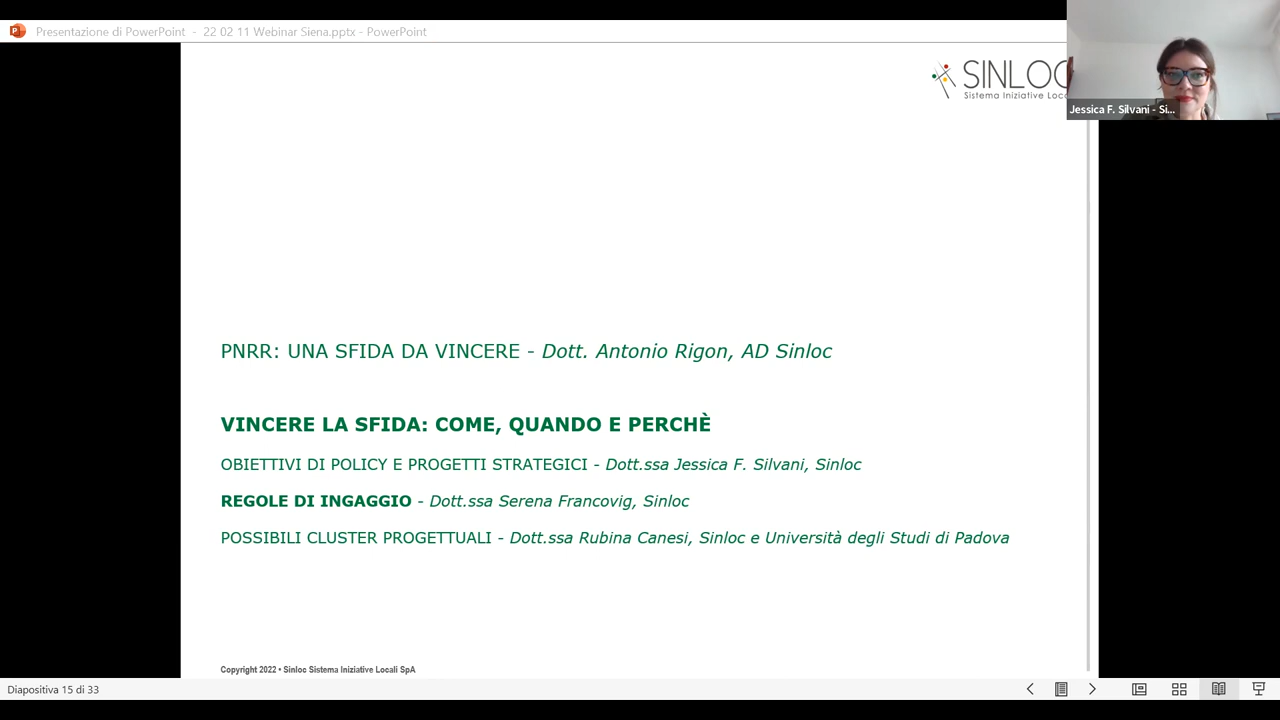 Presentazione di PowerPoint - 22 02 11 Webinar Siena.pptx - PowerPoint
SINLOC
Sistema Iniziative Loca
Jessica F. Silvani - Si...
PNRR: UNA SFIDA DA VINCERE - Dott. Antonio Rigon, AD Sinloc
VINCERE LA SFIDA: COME, QUANDO E PERCHÈ
OBIETTIVI DI POLICY E PROGETTI STRATEGICI - Dott.ssa Jessica F. Silvani, Sinloc
REGOLE DI INGAGGIO - Dott.ssa Serena Francovig, Sinloc
POSSIBILI CLUSTER PROGETTUALI - Dott.ssa Rubina Canesi, Sinloc e Università degli Studi di Padova
Copyright 2022 • Sinloc Sistema Iniziative Locali SpA
Diapositiva 15 di 33